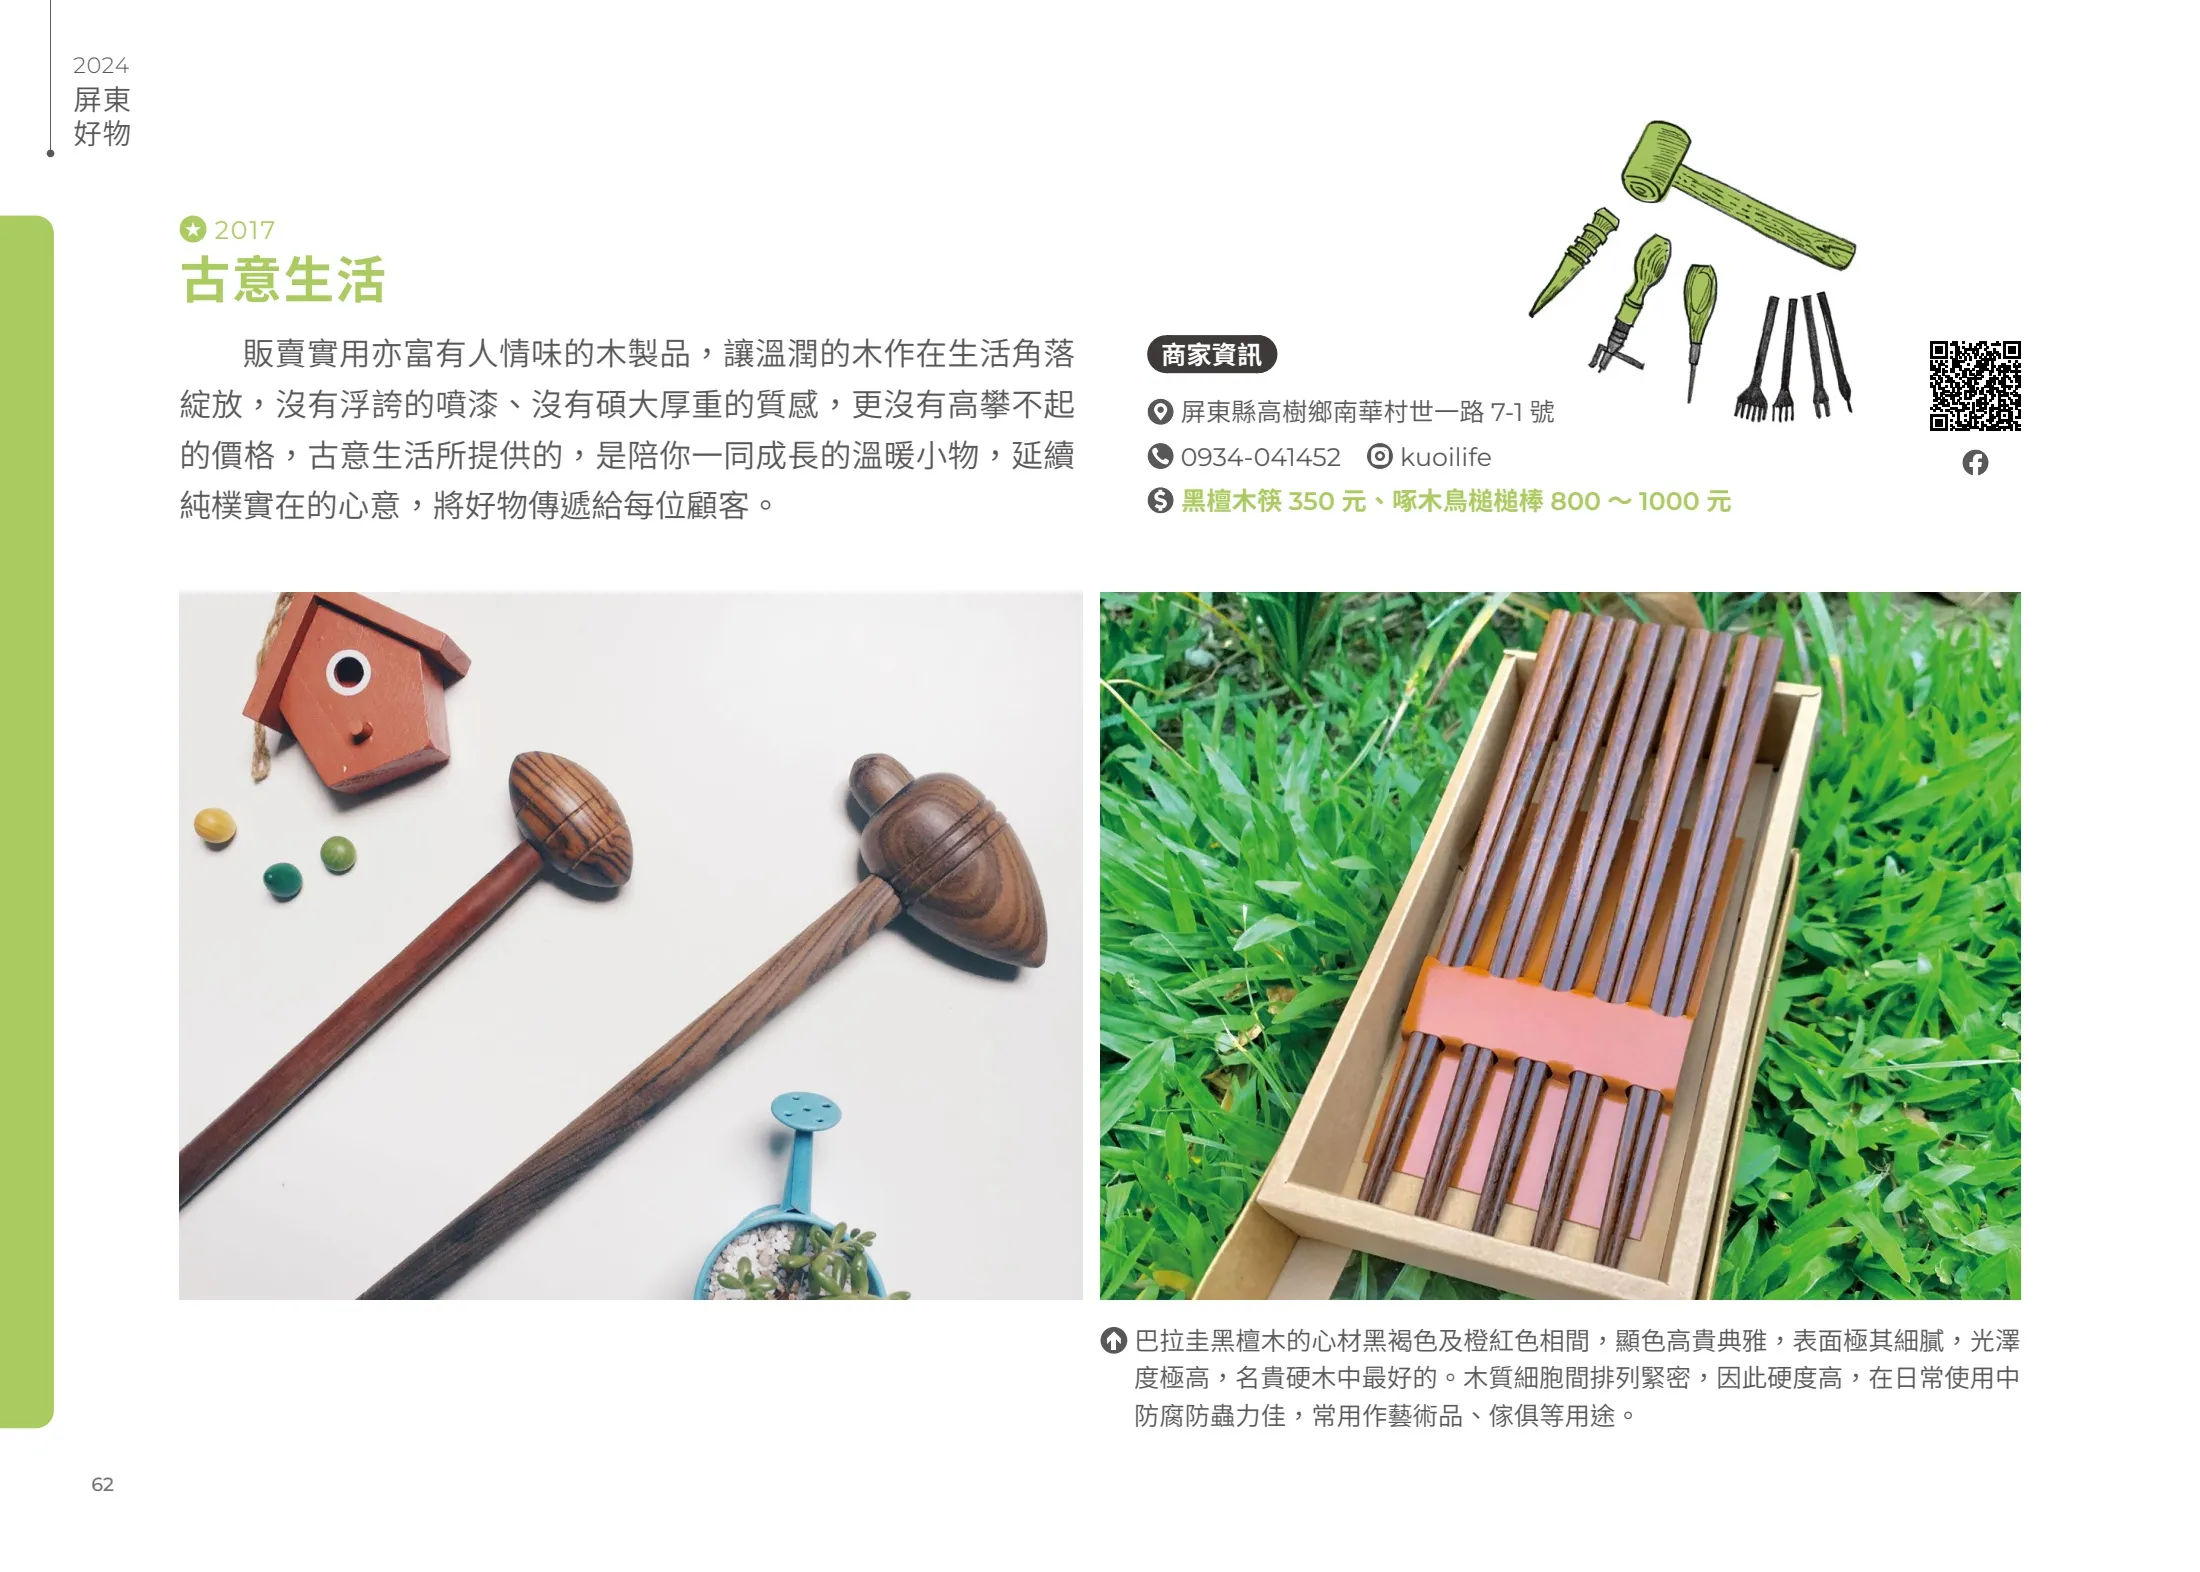 2024
屏東
好物
2017
古意生活
販賣實用亦富有人情味的木製品，讓溫潤的木作在生活角落
綻放，沒有浮誇的噴漆、沒有碩大厚重的質感，更沒有高攀不起
的價格，古意生活所提供的，是陪你一同成長的溫暖小物，延續
純樸實在的心意，將好物傳遞給每位顧客。
商家資訊
屏東縣高樹鄉南華村世一路 7-1 號
0934-041452 kuoilife
黑檀木筷 350 元、啄木鳥槌槌棒 800 ～ 1000 元
巴拉圭黑檀木的心材黑褐色及橙紅色相間，顯色高貴典雅，表面極其細膩，光澤
度極高，名貴硬木中最好的。木質細胞間排列緊密，因此硬度高，在日常使用中
防腐防蟲力佳，常用作藝術品、傢俱等用途。
62